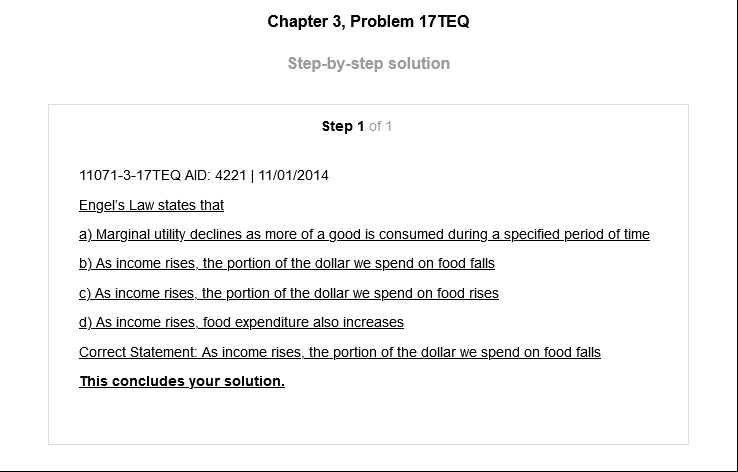 Chapter 3, Problem 17TEQ
Step-by-step solution
Step 1 of 1
11071-3-17TEQ AID: 4221 | 11/01/2014
Engel's Law states that
a) Marginal utility declines as more of a good is consumed during a specified period of time
b) As income rises, the portion of the dollar we spend on food falls
c) As income rises, the portion of the dollar we spend on food rises
d) As income rises, food expenditure also increases
Correct Statement: As income rises, the portion of the dollar we spend on food falls
This concludes your solution.